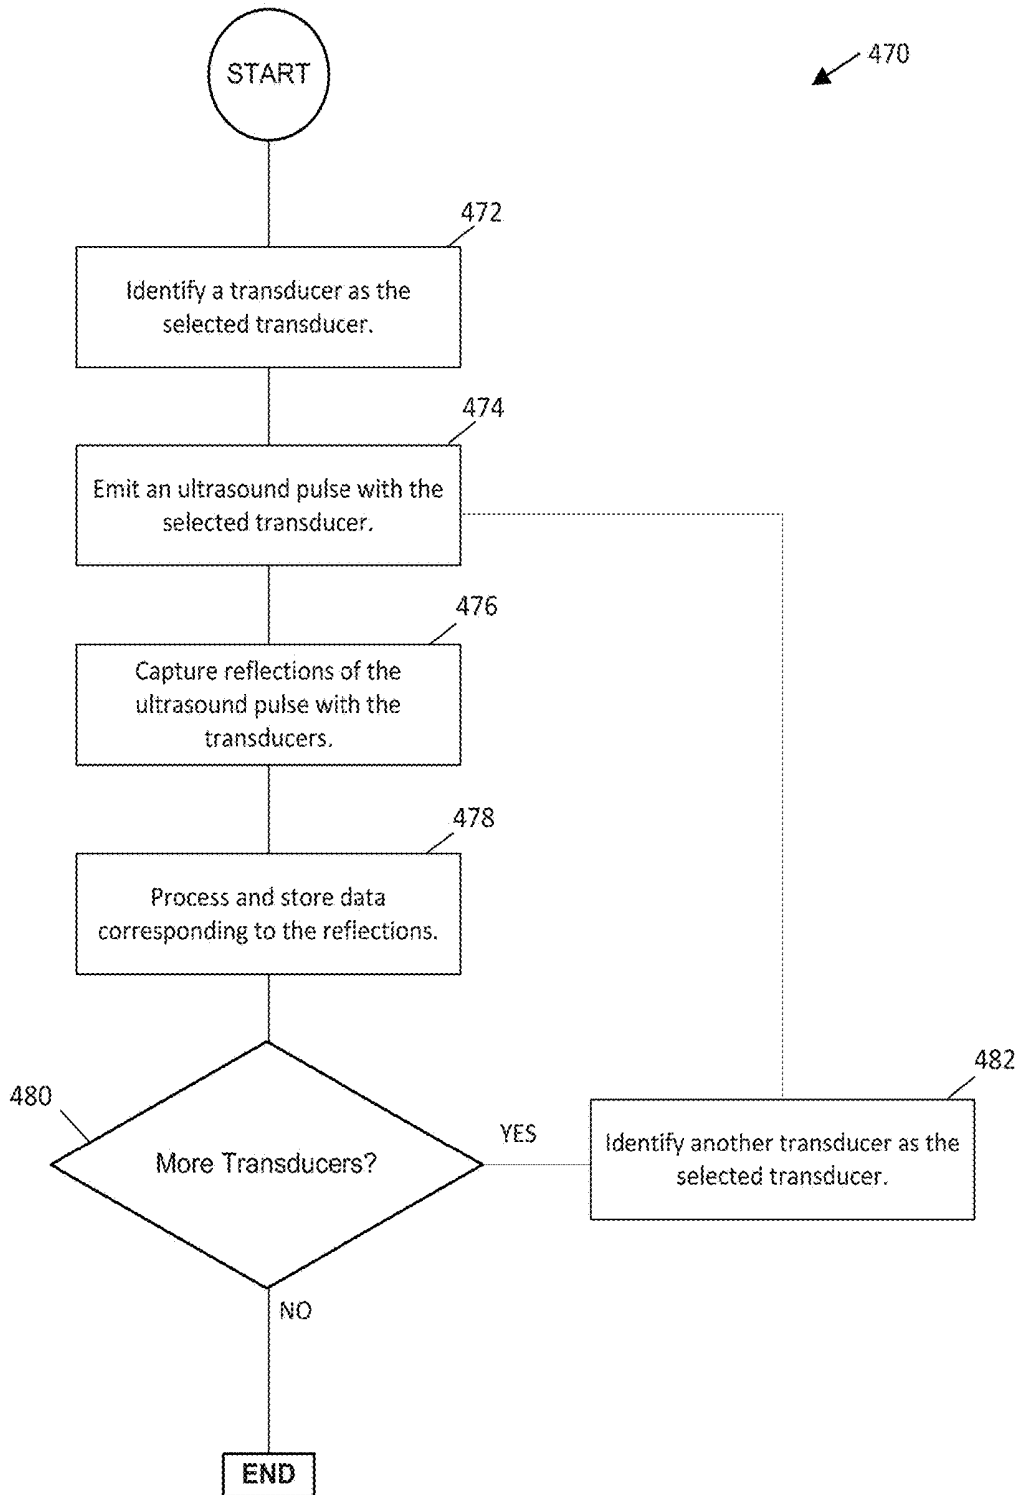 START
470
472
Identify a transducer as the
selected transducer.
474
Emit an ultrasound pulse with the
selected transducer.
476
Capture reflections of the
ultrasound pulse with the
transducers.
478
Process and store data
corresponding to the reflections.
480
More Transducers?
YES
482
Identify another transducer as the
selected transducer.
NO
END